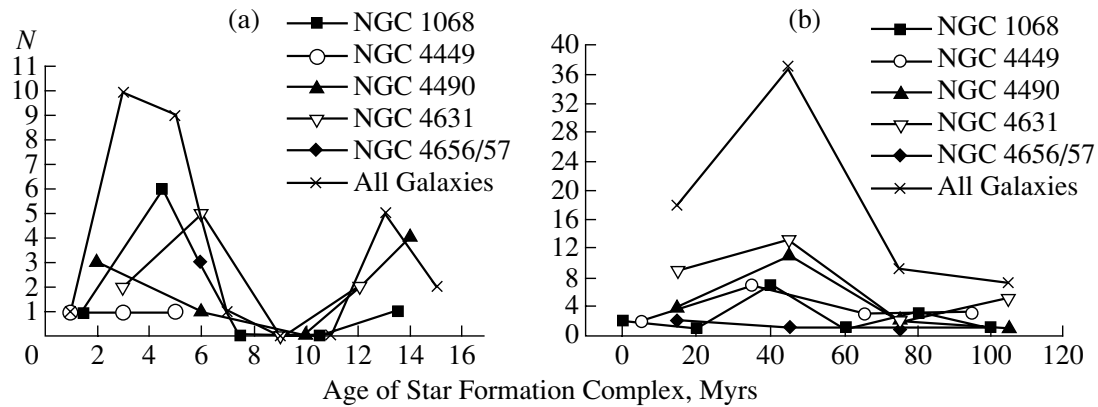 (a)
N
NGC 1068
NGC 4449
NGC 4490
NGC 4631
NGC 4656/57
All Galaxies
11
10
9
8
7
6
5
4
3
2
1
0 2 4 6 8 10 12 14 16
(b)
NGC 1068
NGC 4449
NGC 4490
NGC 4631
NGC 4656/57
All Galaxies
40
36
32
28
24
20
16
12
8
4
0
0 20 40 60 80 100 120
Age of Star Formation Complex, Myrs